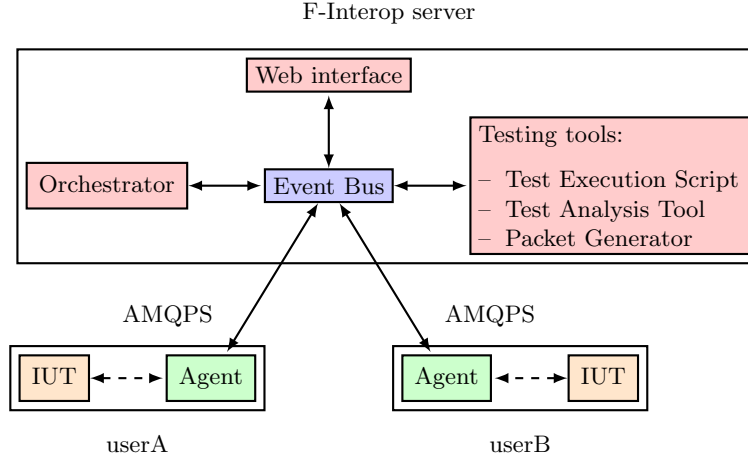 F-Interop server
Web interface
Testing tools:
– Test Execution Script
– Test Analysis Tool
– Packet Generator
Orchestrator
Event Bus
AMQPS
AMQPS
IUT
Agent
Agent
IUT
userA
userB